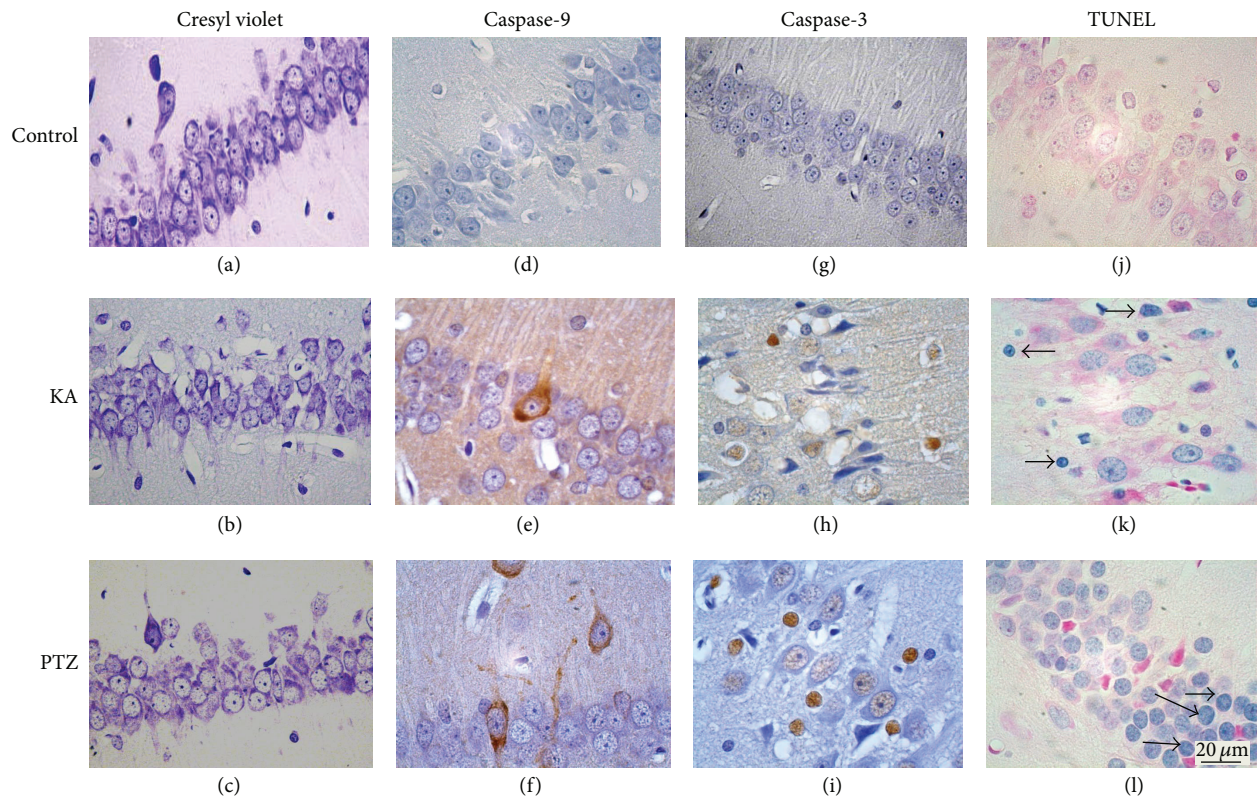 Cresyl violet Caspase-9 Caspase-3 TUNEL
Control
(a) (d) (g) (j)
KA
(b) (e) (h) (k)
PTZ
20 μm
(c) (f) (i) (l)